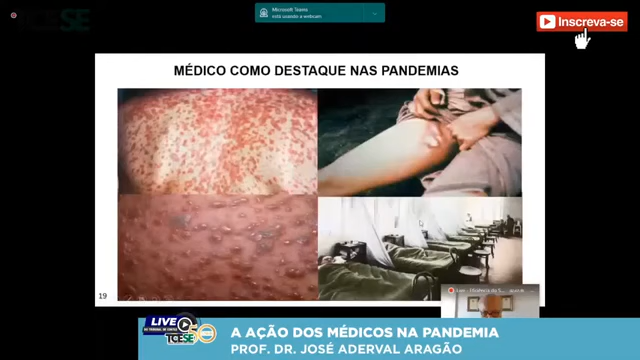 TCESE
Microsoft Teams
está usando a webcam
Inscreva-se
MÉDICO COMO DESTAQUE NAS PANDEMIAS
19
LIVE
TCESE
A AÇÃO DOS MÉDICOS NA PANDEMIA
PROF. DR. JOSÉ ADERVAL ARAGÃO